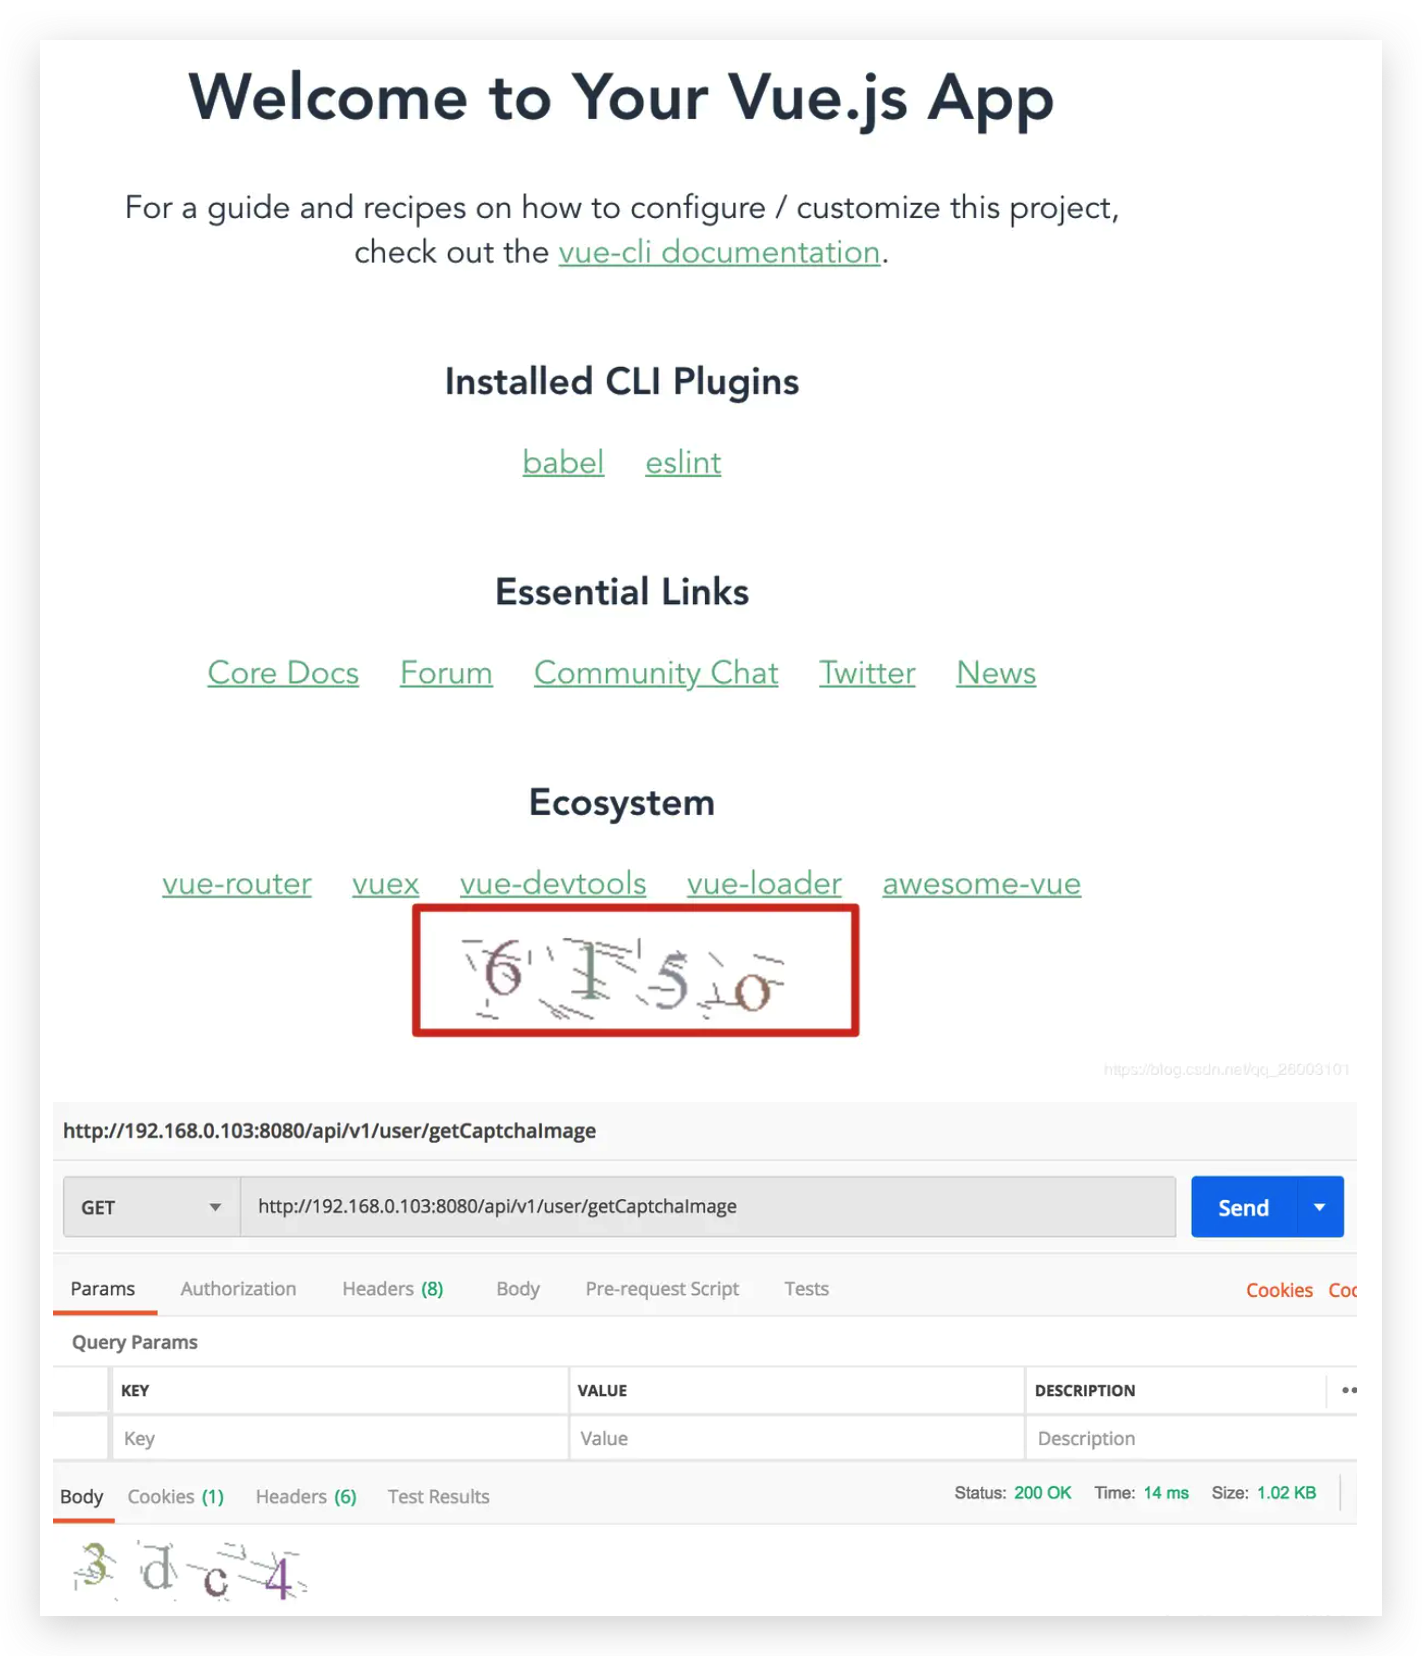 Welcome to Your Vue.js App
For a guide and recipes on how to configure / customize this project,
check out the vue-cli documentation.
Installed CLI Plugins
babel eslint
Essential Links
Core Docs Forum Community Chat Twitter News
Ecosystem
vue-router vuex vue-devtools vue-loader awesome-vue
6 1 5 o
https://blog.csdn.net/qq_26003101
http://192.168.0.103:8080/api/v1/user/getCaptchaImage
GET http://192.168.0.103:8080/api/v1/user/getCaptchaImage Send
Params Authorization Headers (8) Body Pre-request Script Tests Cookies Coc
Query Params
KEY VALUE DESCRIPTION
Key Value Description
Body Cookies (1) Headers (6) Test Results Status: 200 OK Time: 14 ms Size: 1.02 KB
3 d c 4